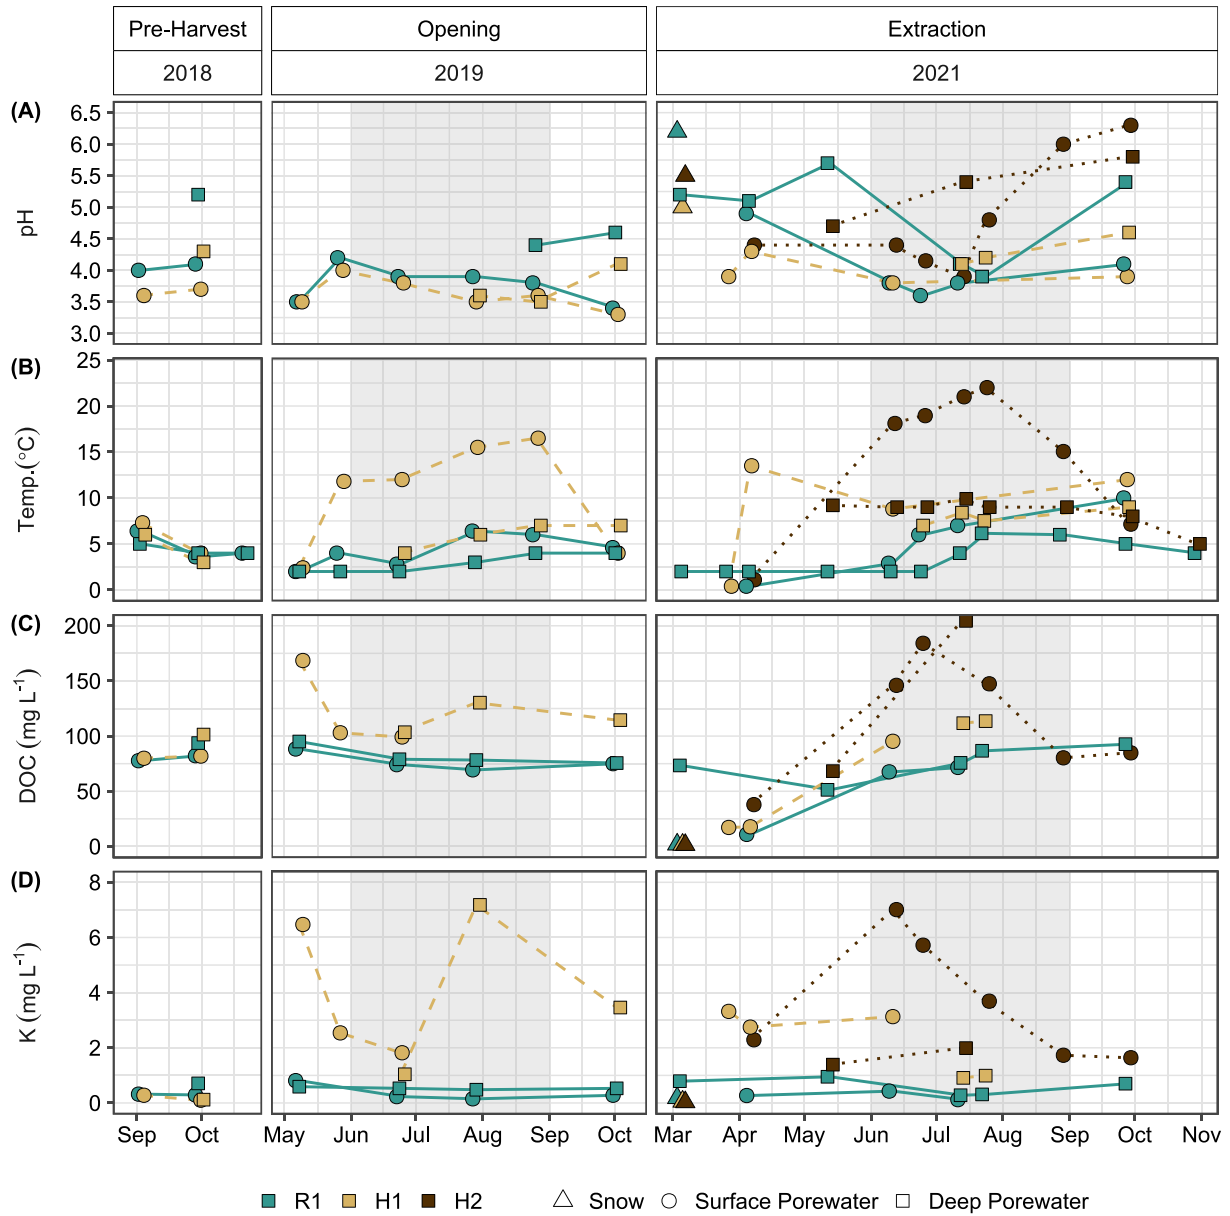 Pre-Harvest Opening Extraction
2018 2019 2021
(A)
pH
6.5
6.0
5.5
5.0
4.5
4.0
3.5
3.0
(B)
Temp.(°C)
25
20
15
10
5
0
(C)
DOC (mg L⁻¹)
200
150
100
50
0
(D)
K (mg L⁻¹)
8
6
4
2
0
Sep Oct May Jun Jul Aug Sep Oct Mar Apr May Jun Jul Aug Sep Oct Nov
R1 H1 H2 Snow Surface Porewater Deep Porewater